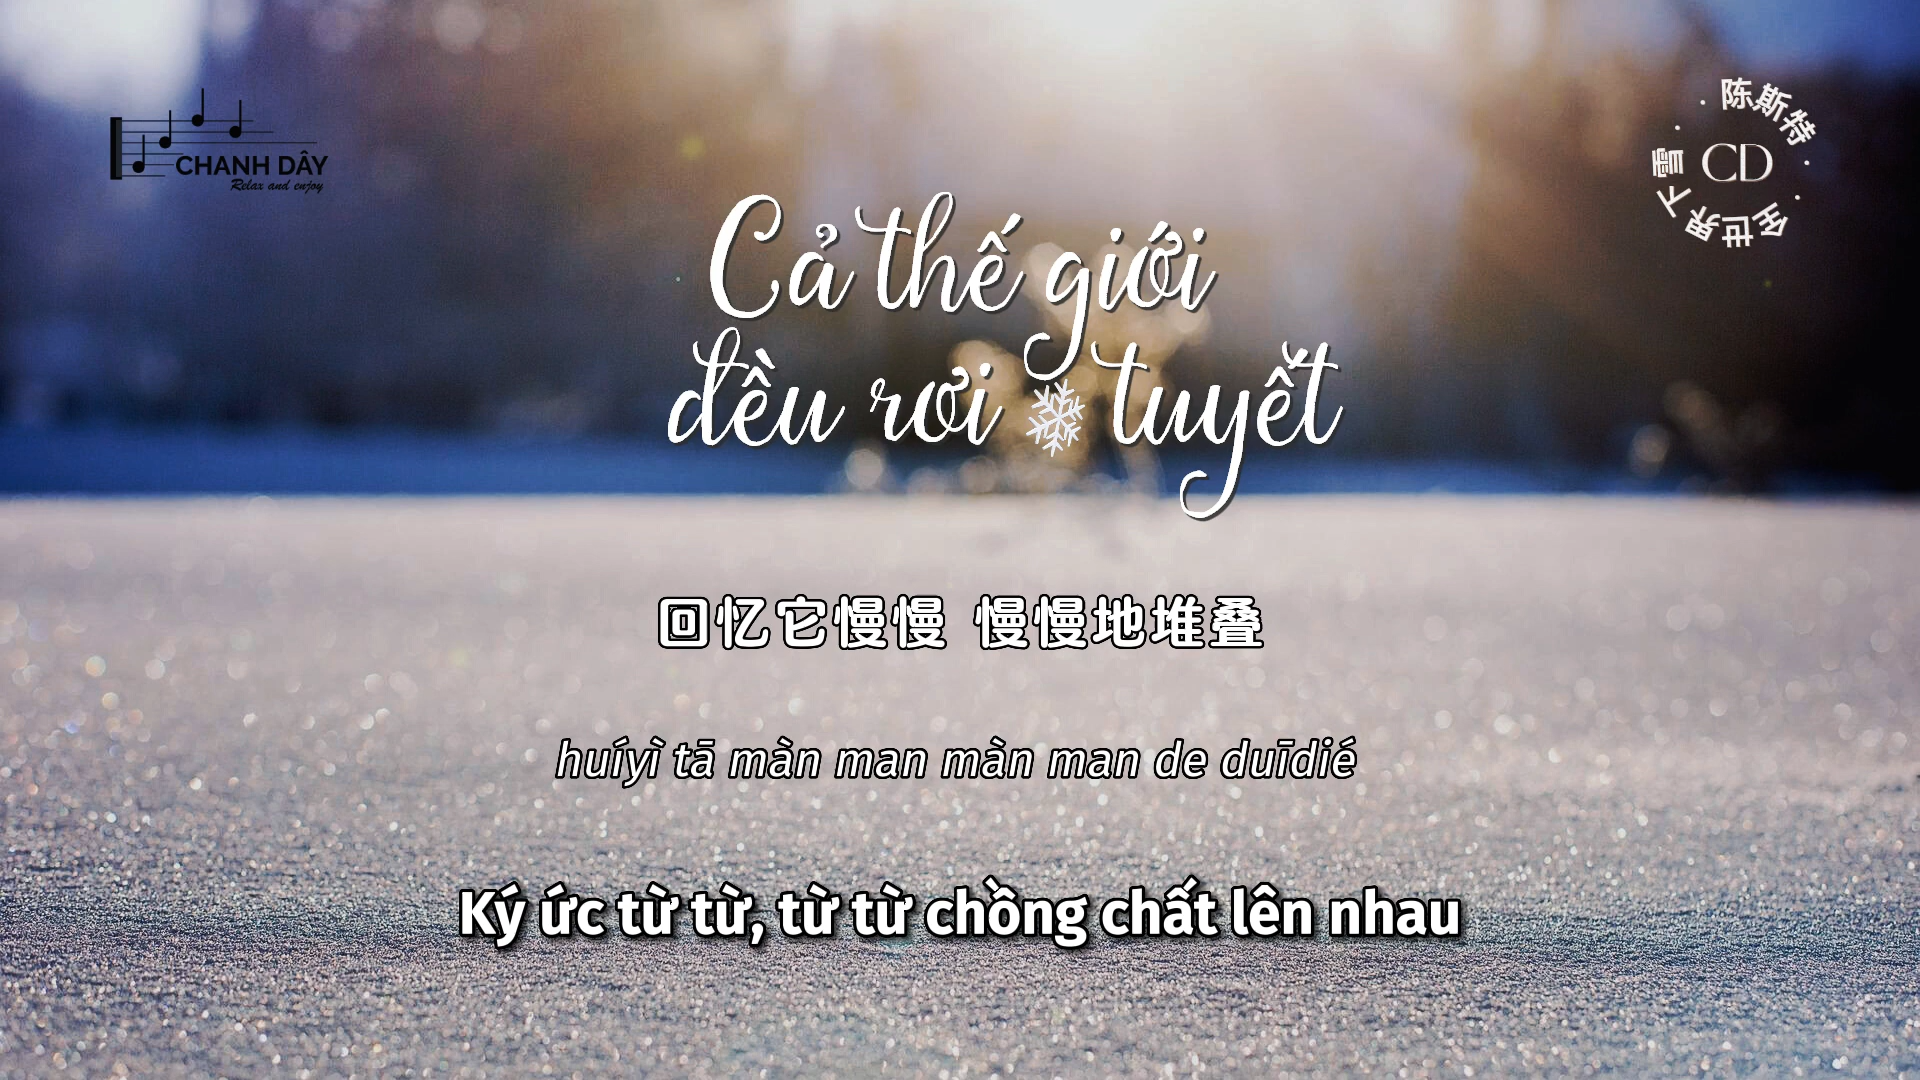 CHANH DÂY
Relax and enjoy
陈斯特
CD
全世界下雪
Cả thế giới
đều rơi tuyết
回忆它慢慢 慢慢地堆叠
huíyì tā màn man màn man de duīdié
Ký ức từ từ, từ từ chồng chất lên nhau